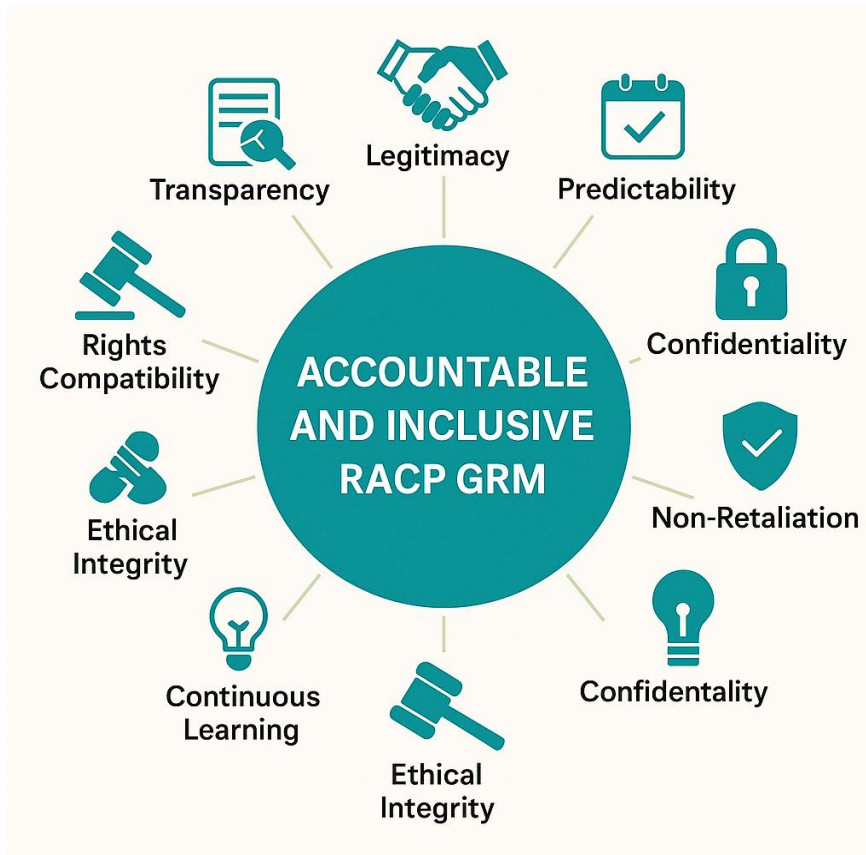 Legitimacy
Transparency
Predictability
Rights
Compatibility
Confidentiality
ACCOUNTABLE
AND INCLUSIVE
RACP GRM
Ethical
Integrity
Non-Retaliation
Continuous
Learning
Confidentality
Ethical
Integrity